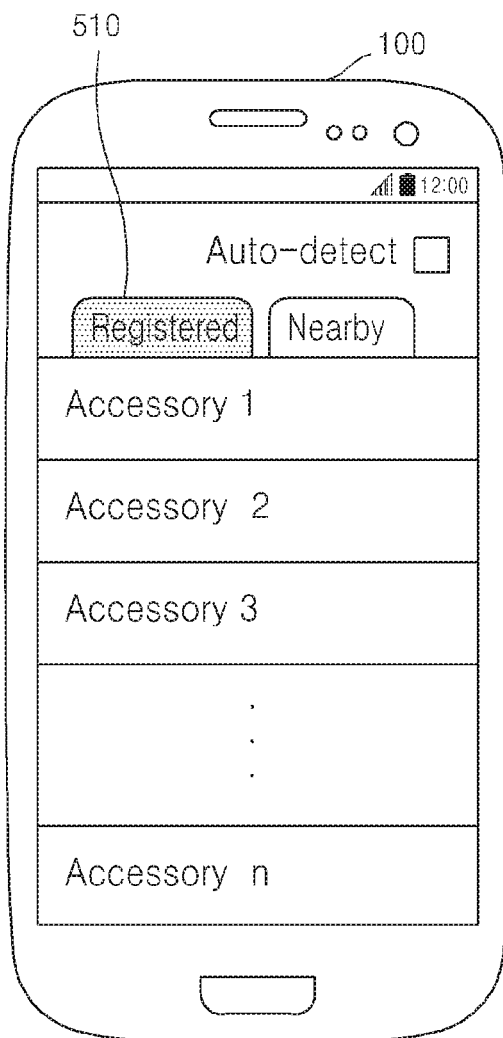 510
100
12:00
Auto-detect
Registered Nearby
Accessory 1
Accessory 2
Accessory 3
Accessory n